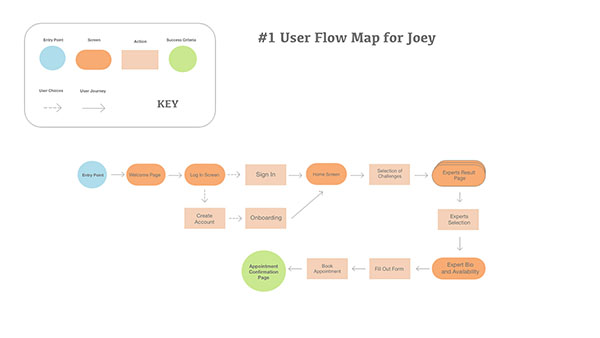 #1 User Flow Map for Joey
Entry Point
Screen
Action
Success Criteria
User Choices
User Journey
KEY
Entry Point
Welcome Page
Log In Screen
Sign In
Home Screen
Selection of
Challenges
Experts Result
Page
Create
Account
Onboarding
Experts
Selection
Appointment
Confirmation
Page
Book
Appointment
Fill Out Form
Expert Bio
and Availability